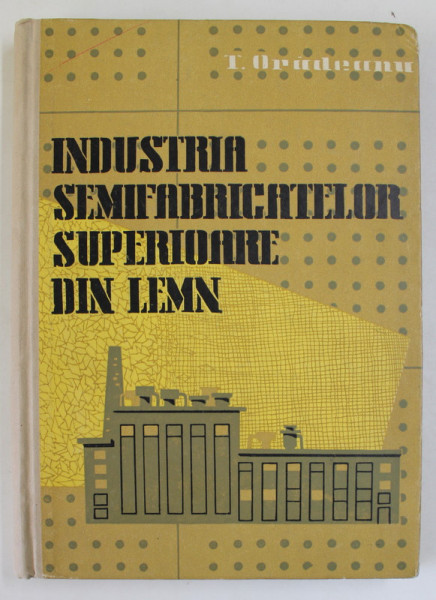 T. Orădeanu
INDUSTRIA
SEMIFABRICATELOR
SUPERIOARE
DIN LEMN